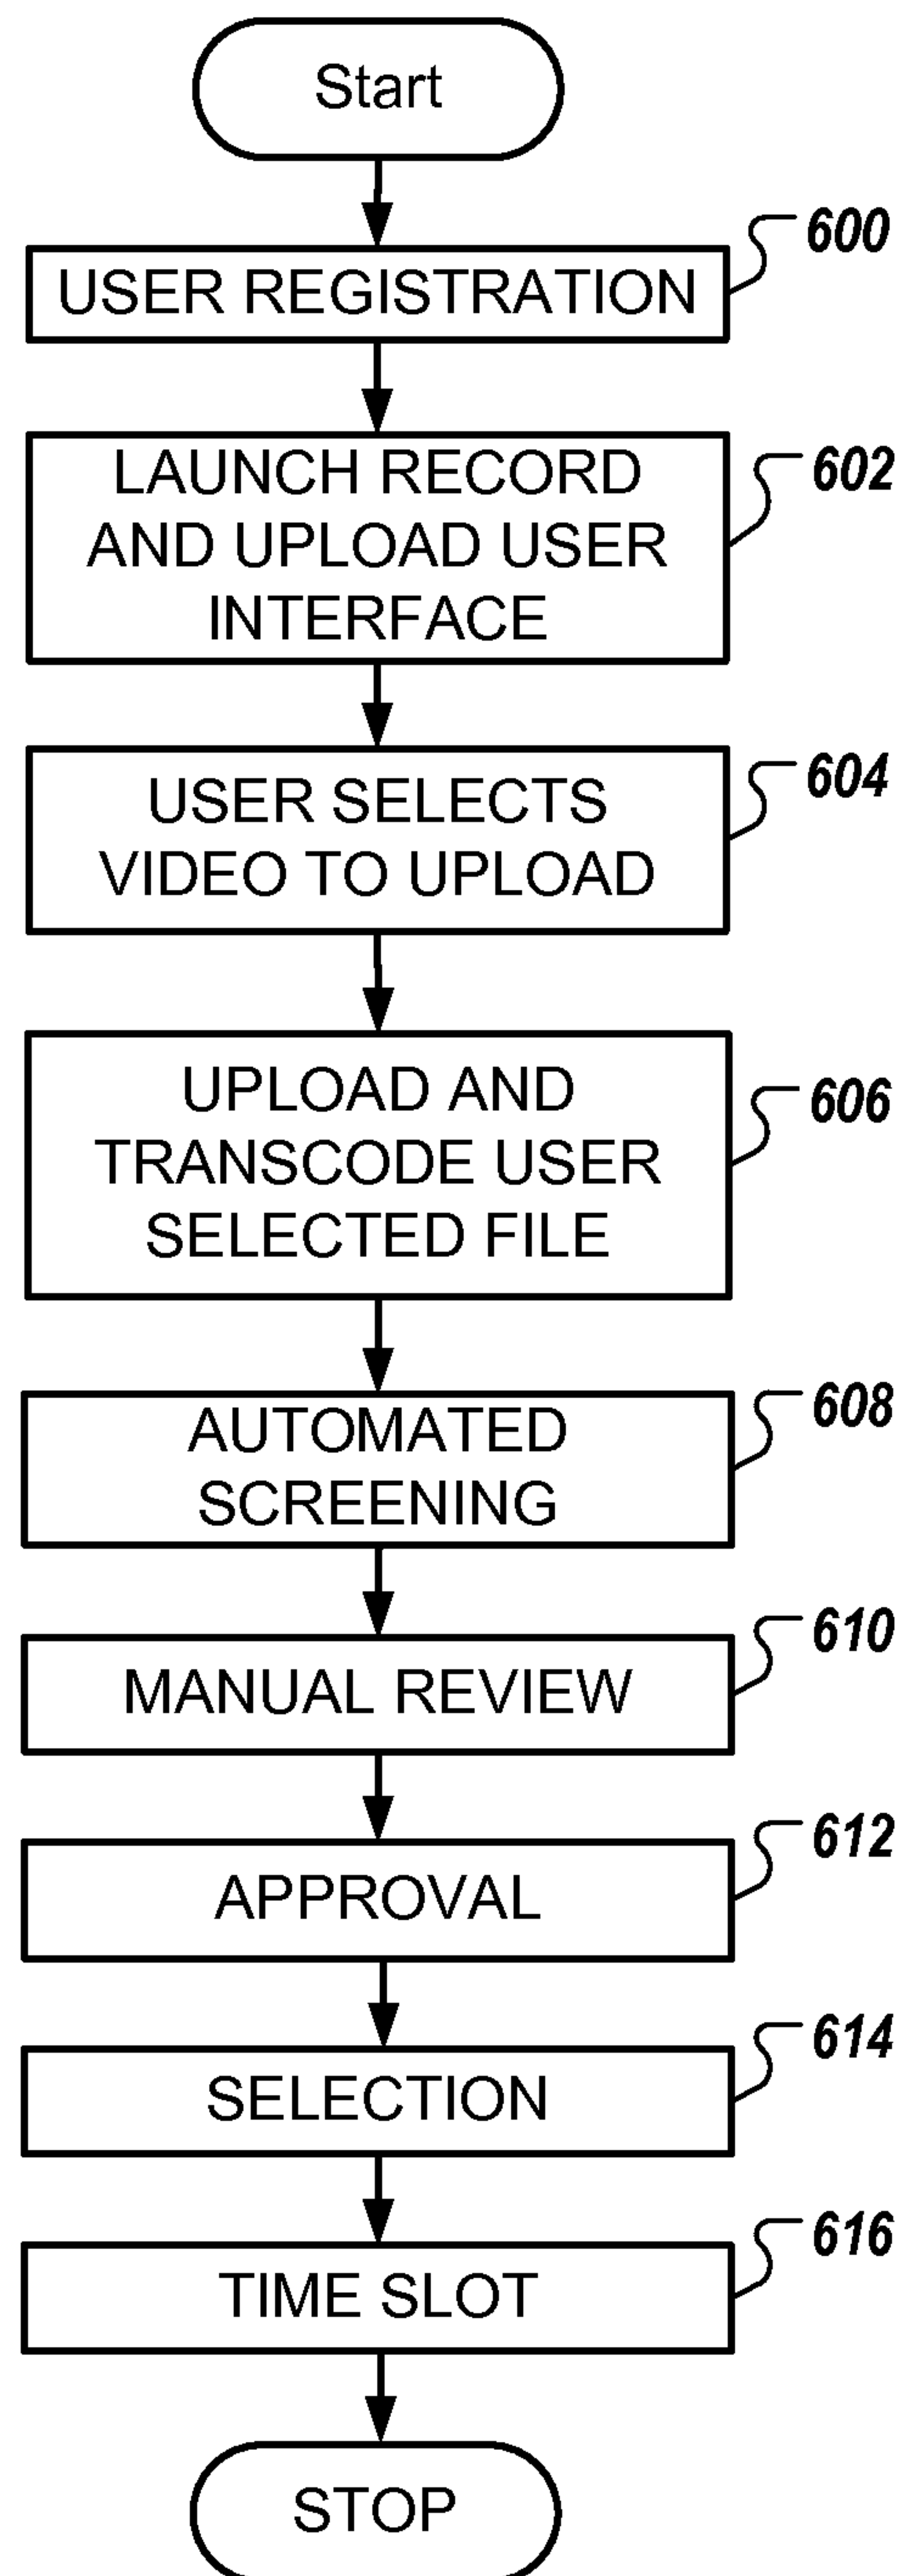 Start
600
USER REGISTRATION
602
LAUNCH RECORD
AND UPLOAD USER
INTERFACE
604
USER SELECTS
VIDEO TO UPLOAD
606
UPLOAD AND
TRANSCODE USER
SELECTED FILE
608
AUTOMATED
SCREENING
610
MANUAL REVIEW
612
APPROVAL
614
SELECTION
616
TIME SLOT
STOP